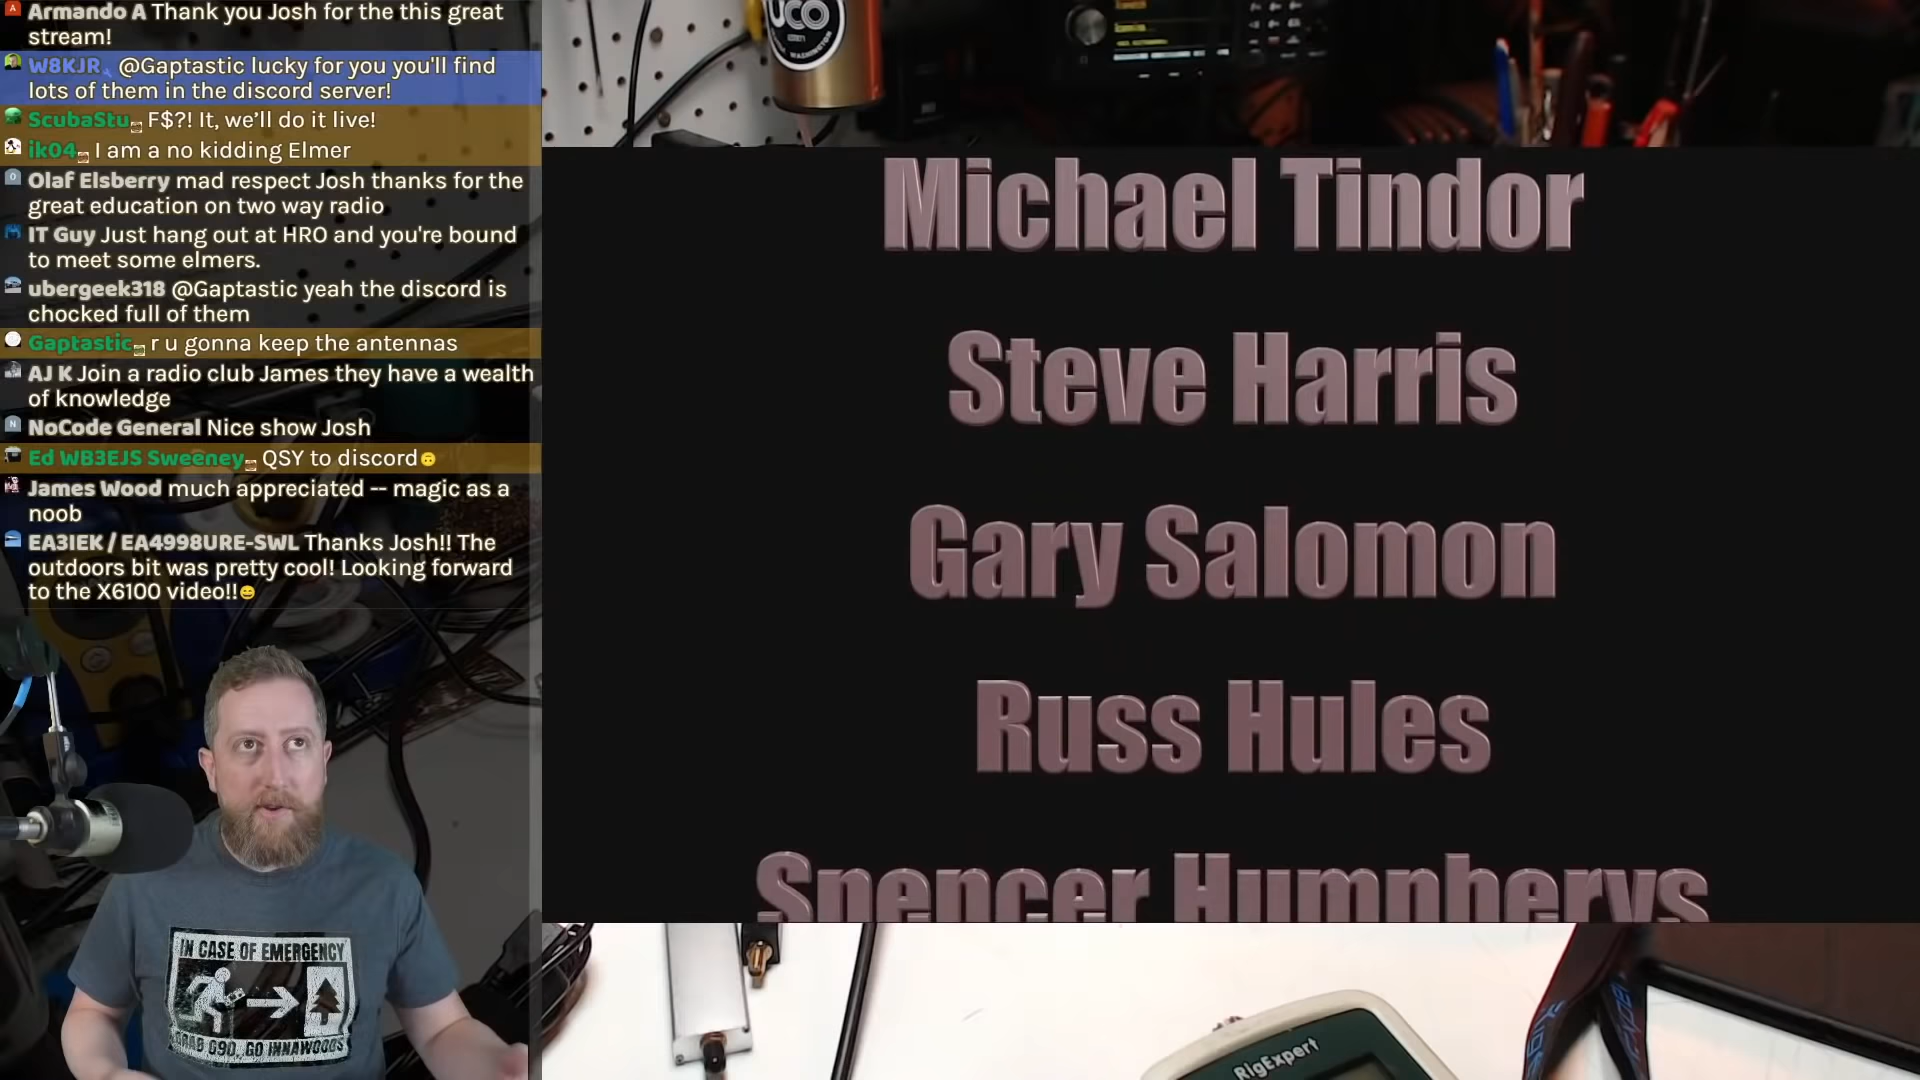 Armando A Thank you Josh for the this great
stream!
W8KJR @Gaptastic lucky for you you'll find
lots of them in the discord server!
ScubaStu F$?! It, we'll do it live!
ik04 I am a no kidding Elmer
Olaf Elsberry mad respect Josh thanks for the
great education on two way radio
IT Guy Just hang out at HRO and you're bound
to meet some elmers.
ubergeek318 @Gaptastic yeah the discord is
chocked full of them
Gaptastic r u gonna keep the antennas
AJ K Join a radio club James they have a wealth
of knowledge
NoCode General Nice show Josh
Ed WB3EJS Sweeney QSY to discord🙃
James Wood much appreciated -- magic as a
noob
EA3IEK / EA4998URE-SWL Thanks Josh!! The
outdoors bit was pretty cool! Looking forward
to the X6100 video!!😄
IN CASE OF EMERGENCY
GRAB G90, GO INNAWOODS
UCO
WASHINGTON
Michael Tindor
Steve Harris
Gary Salomon
Russ Hules
Spencer Humpherys
RigExpert